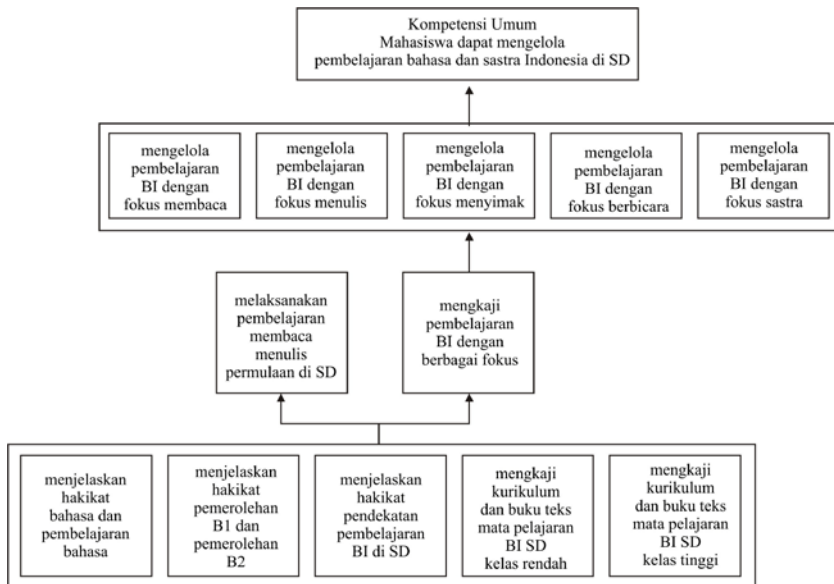 Kompetensi Umum
Mahasiswa dapat mengelola
pembelajaran bahasa dan sastra Indonesia di SD
mengelola
pembelajaran
BI dengan
fokus membaca
mengelola
pembelajaran
BI dengan
fokus menulis
mengelola
pembelajaran
BI dengan
fokus menyimak
mengelola
pembelajaran
BI dengan
fokus berbicara
mengelola
pembelajaran
BI dengan
fokus sastra
melaksanakan
pembelajaran
membaca
menulis
permulaan di SD
mengkaji
pembelajaran
BI dengan
berbagai fokus
menjelaskan
hakikat
bahasa dan
pembelajaran
bahasa
menjelaskan
hakikat
pemerolehan
B1 dan
pemerolehan
B2
menjelaskan
hakikat
pendekatan
pembelajaran
BI di SD
mengkaji
kurikulum
dan buku teks
mata pelajaran
BI SD
kelas rendah
mengkaji
kurikulum
dan buku teks
mata pelajaran
BI SD
kelas tinggi